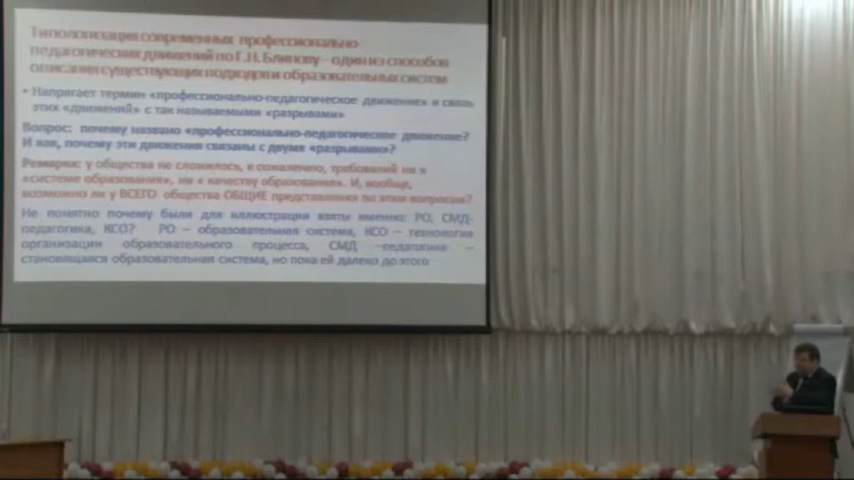 Типологизация современных профессионально-
педагогических движений по Г.Н. Блинову – один из способов
описания существующих подходов и образовательных систем
• Напрягает термин «профессионально-педагогическое движение» и связь
этих «движений» с так называемыми «разрывами»
Вопрос: почему названо «профессионально-педагогическое движение?
И как, почему эти движения связаны с двумя «разрывами»?
Ремарка: у общества не сложилось, к сожалению, требований ни к
«системе образования», ни к качеству образования». И, вообще,
возможно ли у ВСЕГО общества ОБЩИЕ представления по этим вопросам?
Не понятно почему были для иллюстрации взяты именно: РО, СМД-
педагогика, КСО? РО – образовательная система, КСО – технология
организации образовательного процесса, СМД –педагогика –
становящаяся образовательная система, но пока ей далеко до этого